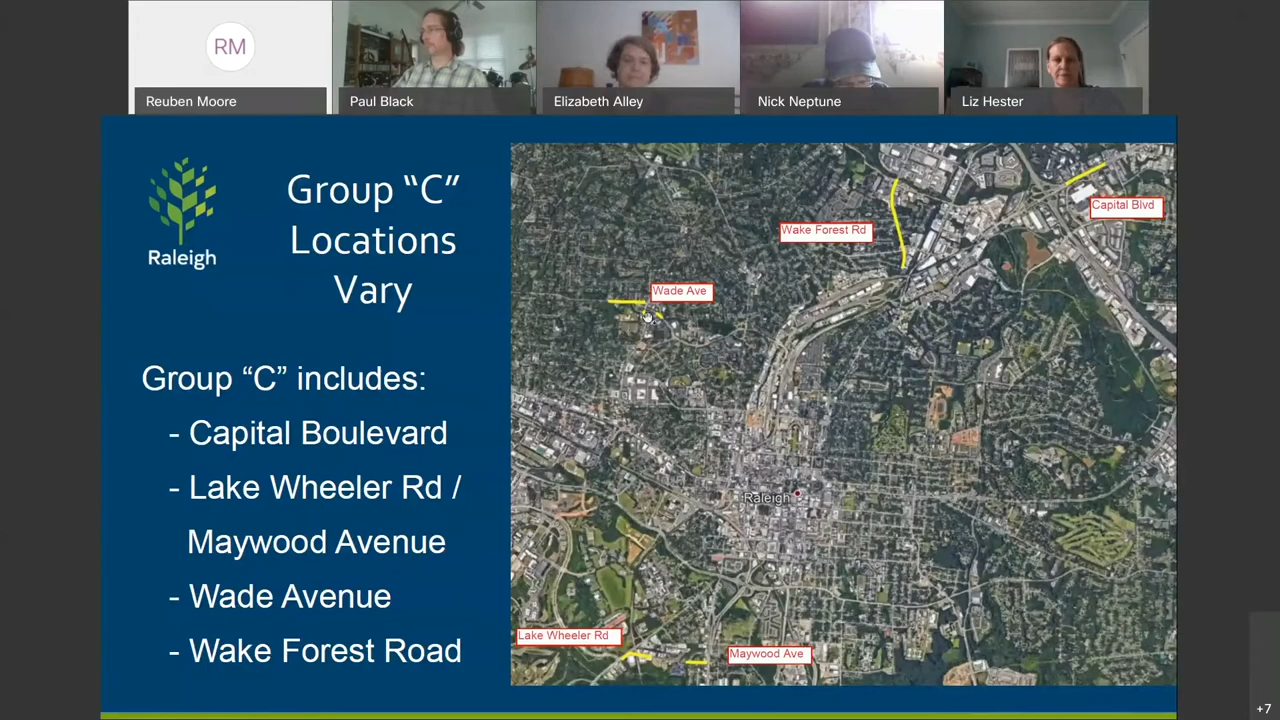 RM
Reuben Moore
Paul Black
Elizabeth Alley
Nick Neptune
Liz Hester
Raleigh
Group “C”
Locations
Vary
Group “C” includes:
- Capital Boulevard
- Lake Wheeler Rd /
Maywood Avenue
- Wade Avenue
- Wake Forest Road
Capital Blvd
Wake Forest Rd
Wade Ave
Raleigh
Lake Wheeler Rd
Maywood Ave
+7